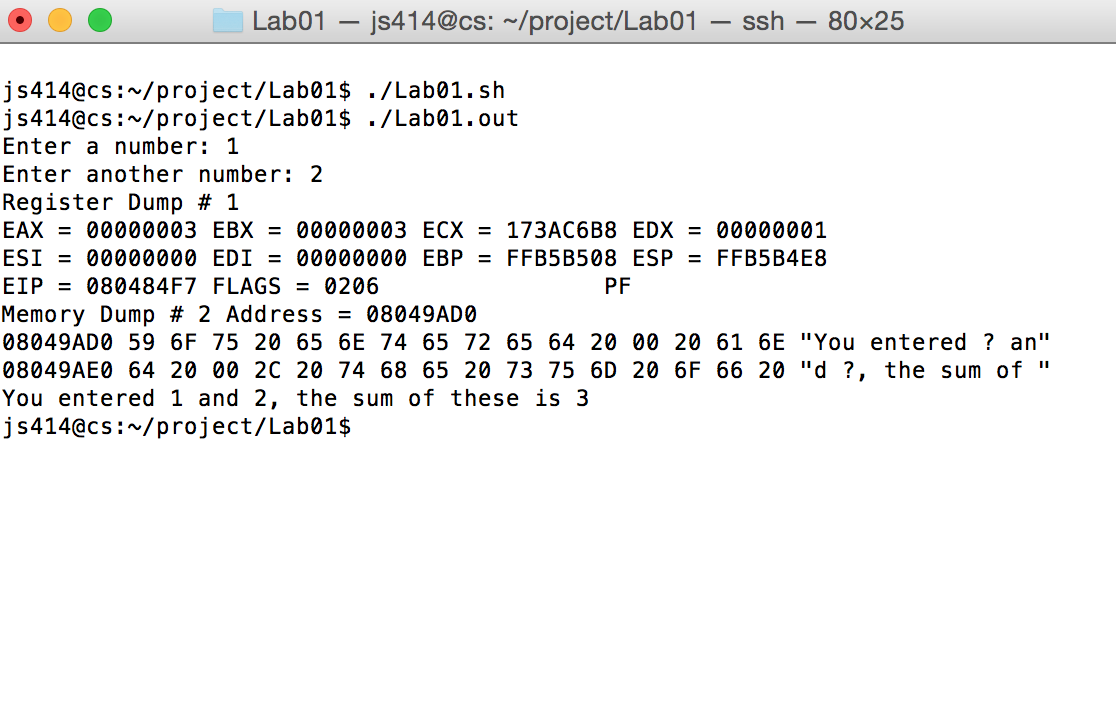 Lab01 — js414@cs: ~/project/Lab01 — ssh — 80×25
js414@cs:~/project/Lab01$ ./Lab01.sh
js414@cs:~/project/Lab01$ ./Lab01.out
Enter a number: 1
Enter another number: 2
Register Dump # 1
EAX = 00000003 EBX = 00000003 ECX = 173AC6B8 EDX = 00000001
ESI = 00000000 EDI = 00000000 EBP = FFB5B508 ESP = FFB5B4E8
EIP = 080484F7 FLAGS = 0206                PF
Memory Dump # 2 Address = 08049AD0
08049AD0 59 6F 75 20 65 6E 74 65 72 65 64 20 00 20 61 6E "You entered ? an"
08049AE0 64 20 00 2C 20 74 68 65 20 73 75 6D 20 6F 66 20 "d ?, the sum of "
You entered 1 and 2, the sum of these is 3
js414@cs:~/project/Lab01$